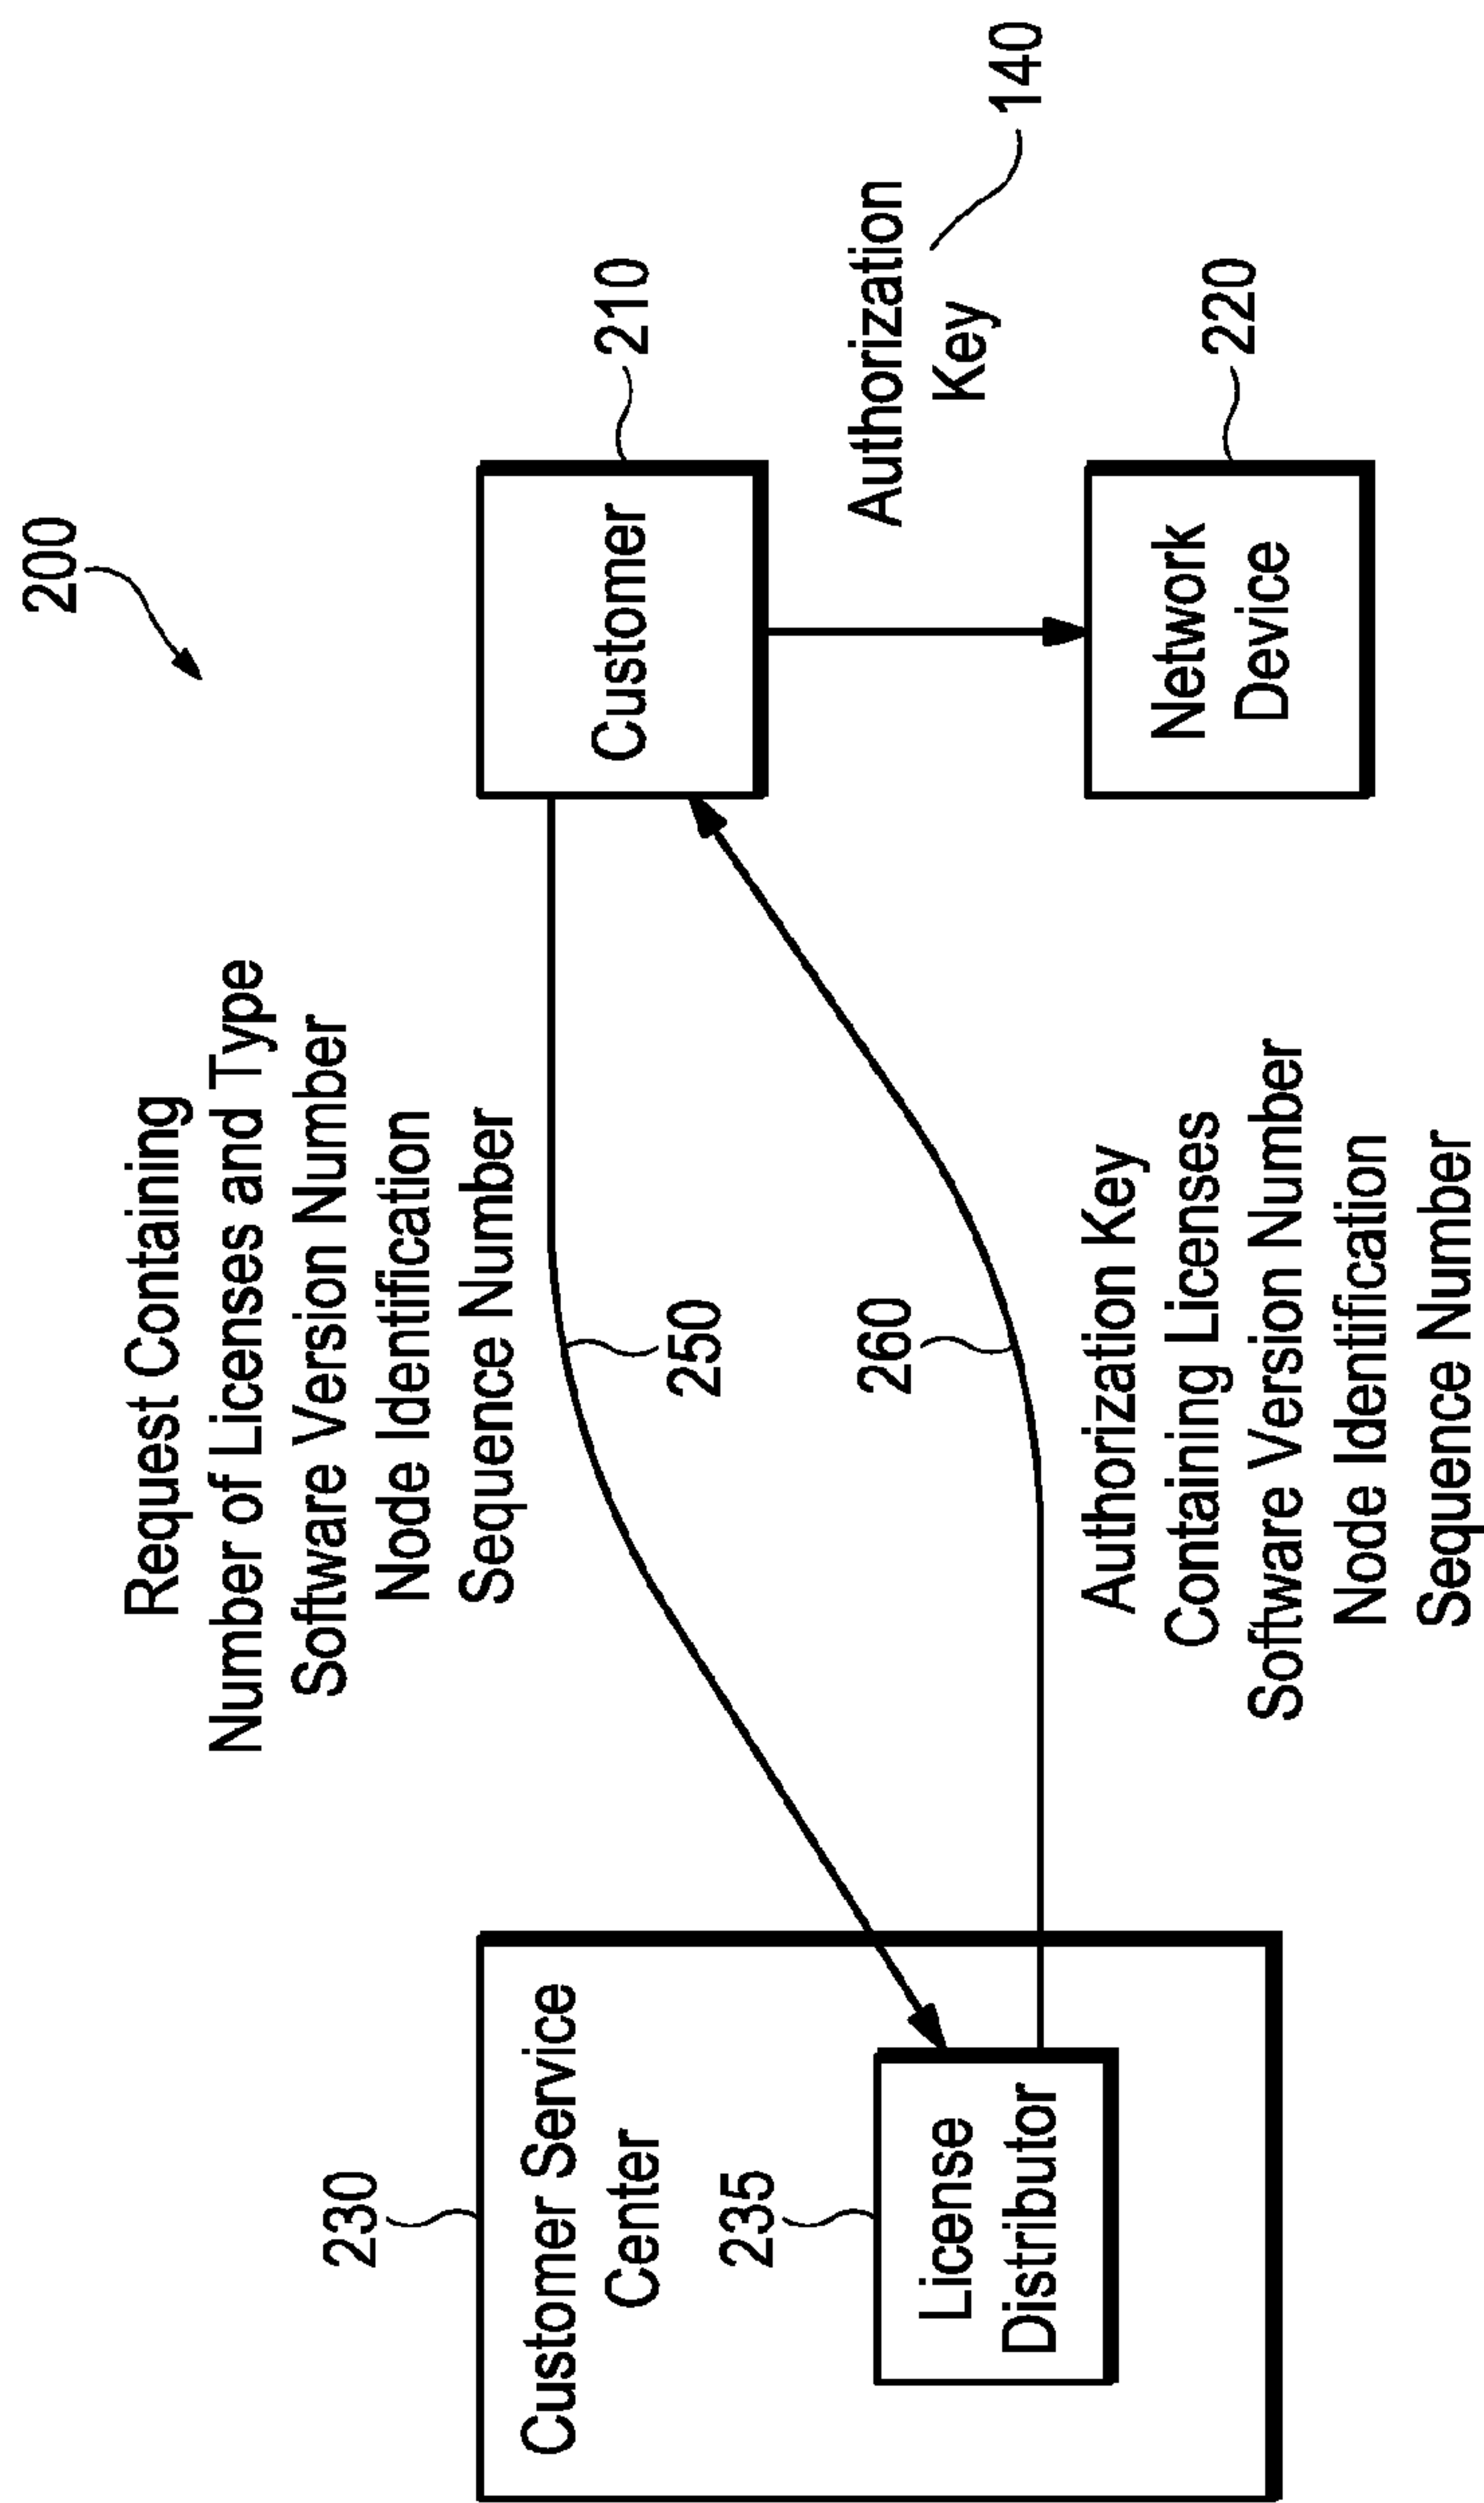 200
Request Containing
Number of Licenses and Type
Software Version Number
Node Identification
Sequence Number
230
Customer Service
Center
235
License
Distributor
250
260
Customer
210
Authorization
Key
140
Network
Device
220
Authorization Key
Containing Licenses
Software Version Number
Node Identification
Sequence Number